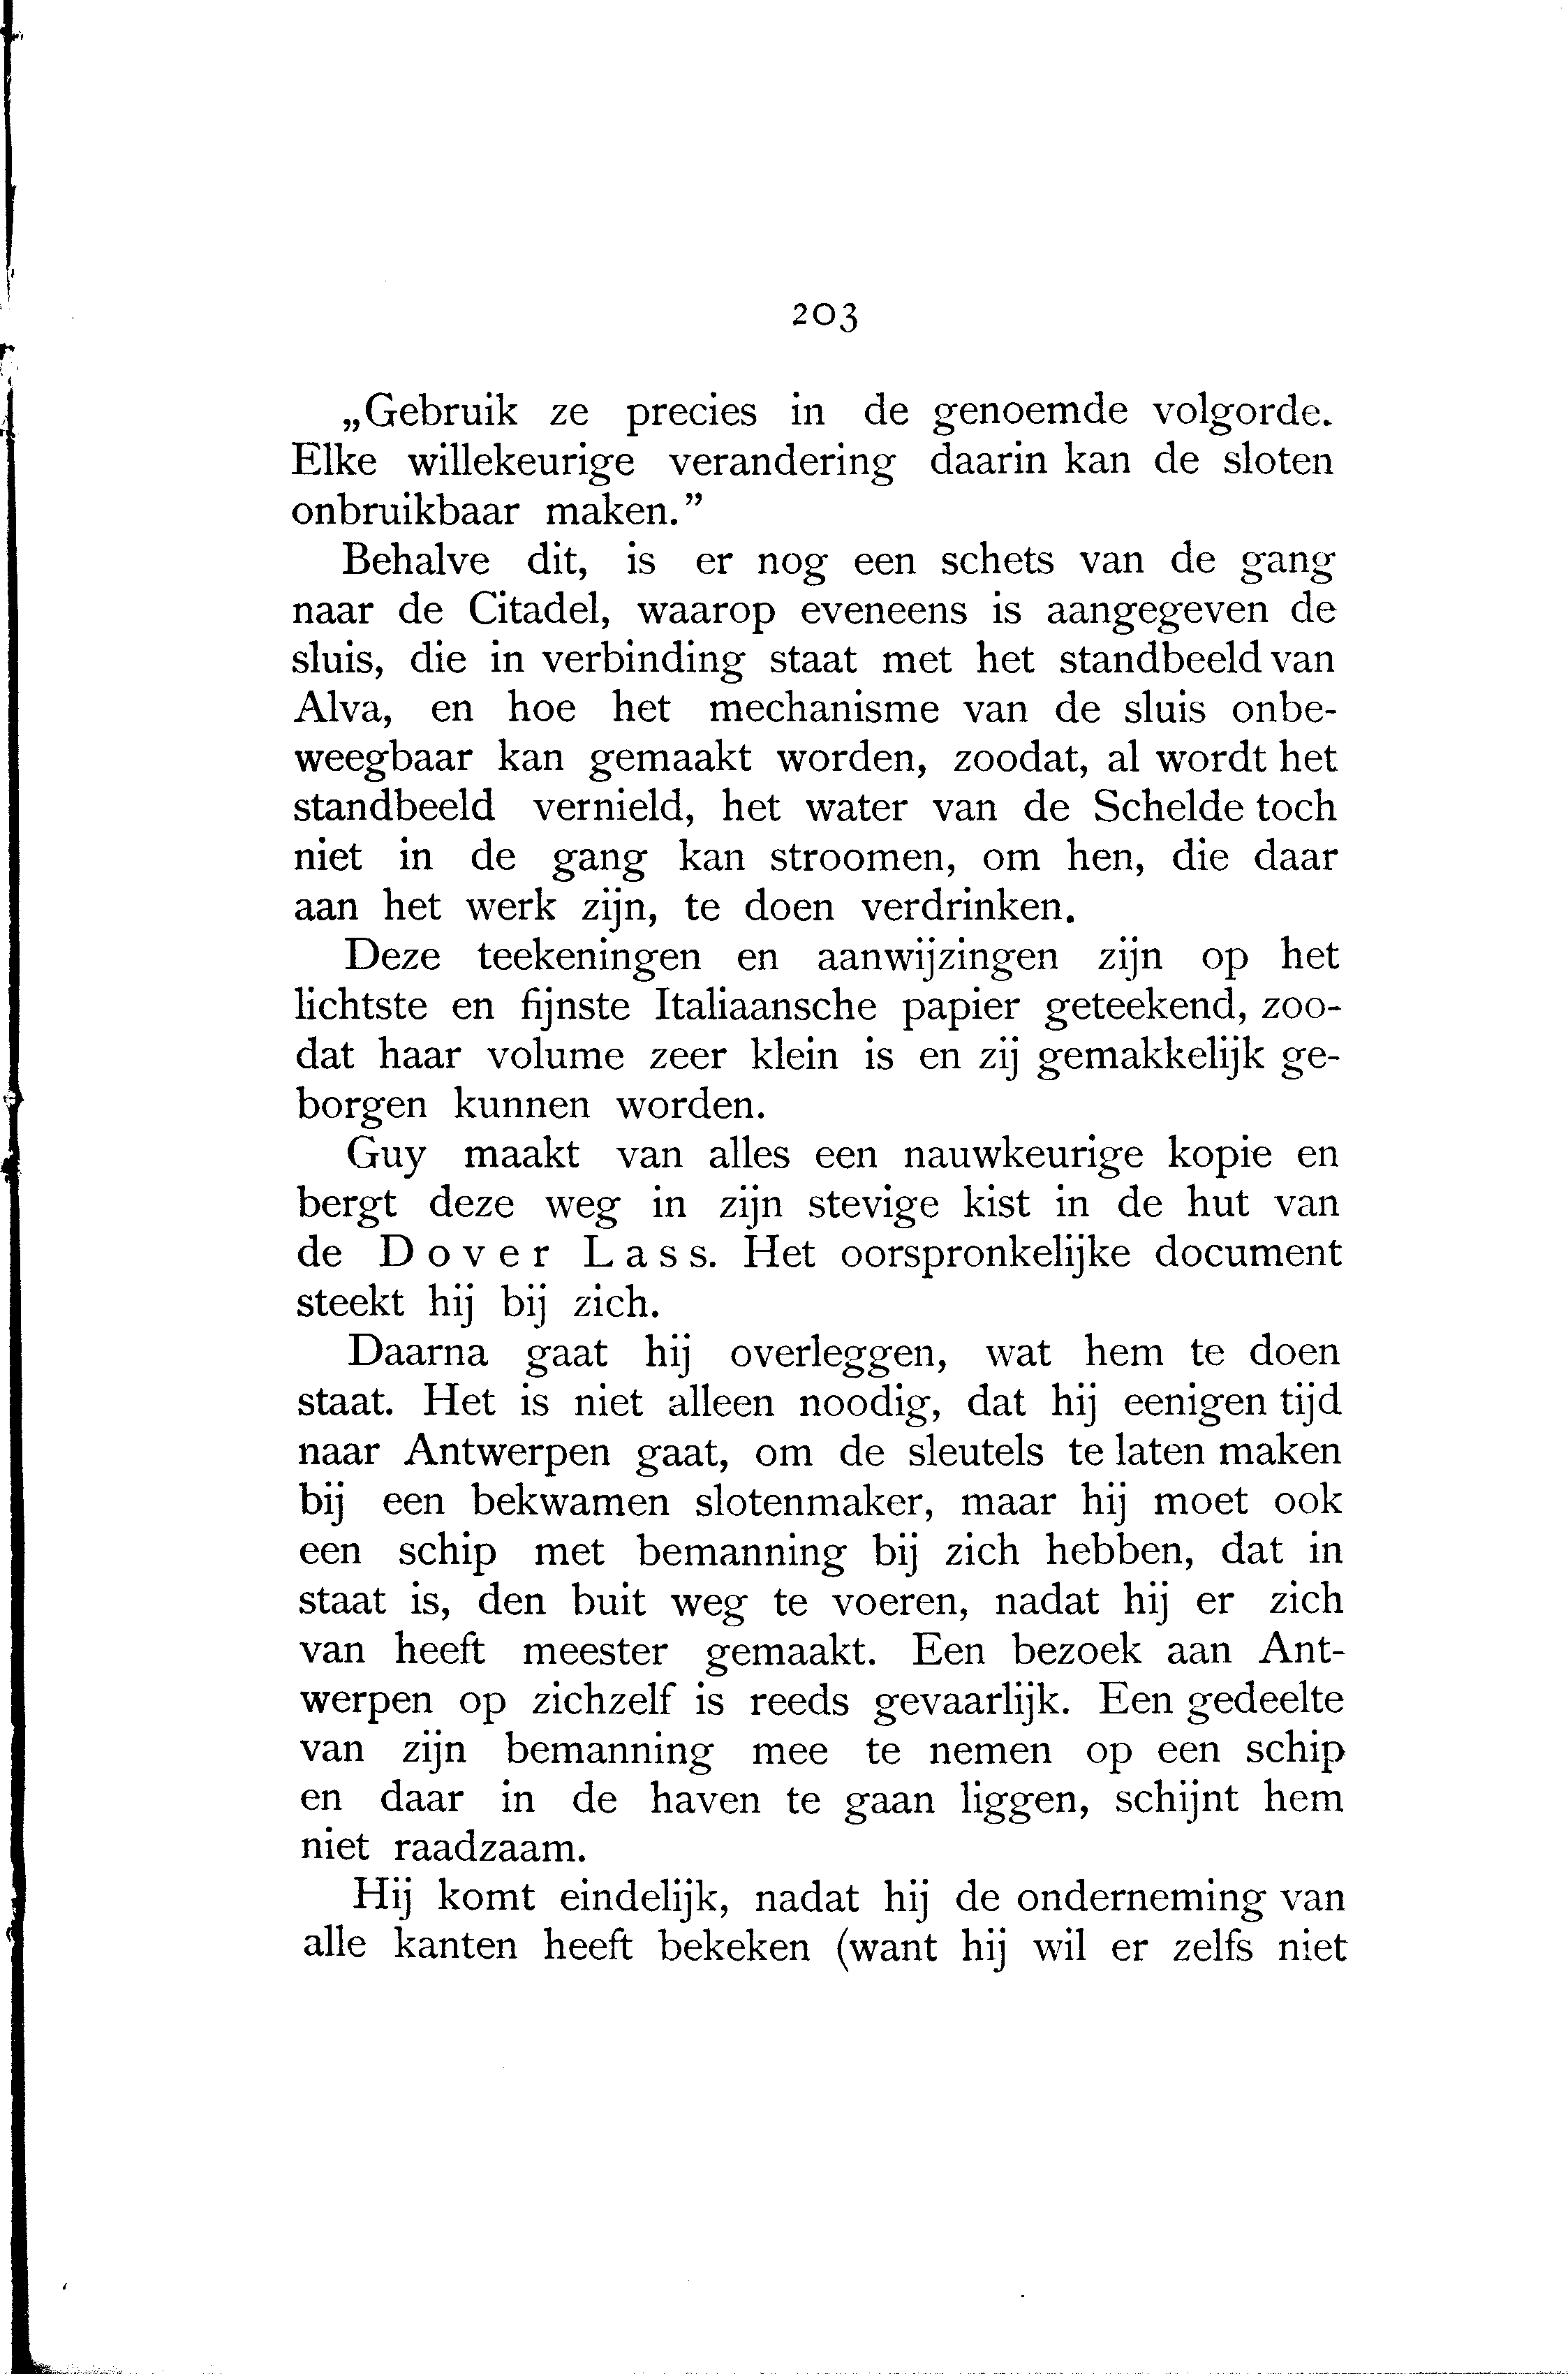 203
„Gebruik ze precies in de genoemde volgorde.
Elke willekeurige verandering daarin kan de sloten
onbruikbaar maken.”
Behalve dit, is er nog een schets van de gang
naar de Citadel, waarop eveneens is aangegeven de
sluis, die in verbinding staat met het standbeeld van
Alva, en hoe het mechanisme van de sluis onbe-
weegbaar kan gemaakt worden, zoodat, al wordt het
standbeeld vernield, het water van de Schelde toch
niet in de gang kan stroomen, om hen, die daar
aan het werk zijn, te doen verdrinken.
Deze teekeningen en aanwijzingen zijn op het
lichtste en fijnste Italiaansche papier geteekend, zoo-
dat haar volume zeer klein is en zij gemakkelijk ge-
borgen kunnen worden.
Guy maakt van alles een nauwkeurige kopie en
bergt deze weg in zijn stevige kist in de hut van
de Dover Lass. Het oorspronkelijke document
steekt hij bij zich.
Daarna gaat hij overleggen, wat hem te doen
staat. Het is niet alleen noodig, dat hij eenigen tijd
naar Antwerpen gaat, om de sleutels te laten maken
bij een bekwamen slotenmaker, maar hij moet ook
een schip met bemanning bij zich hebben, dat in
staat is, den buit weg te voeren, nadat hij er zich
van heeft meester gemaakt. Een bezoek aan Ant-
werpen op zichzelf is reeds gevaarlijk. Een gedeelte
van zijn bemanning mee te nemen op een schip
en daar in de haven te gaan liggen, schijnt hem
niet raadzaam.
Hij komt eindelijk, nadat hij de onderneming van
alle kanten heeft bekeken (want hij wil er zelfs niet